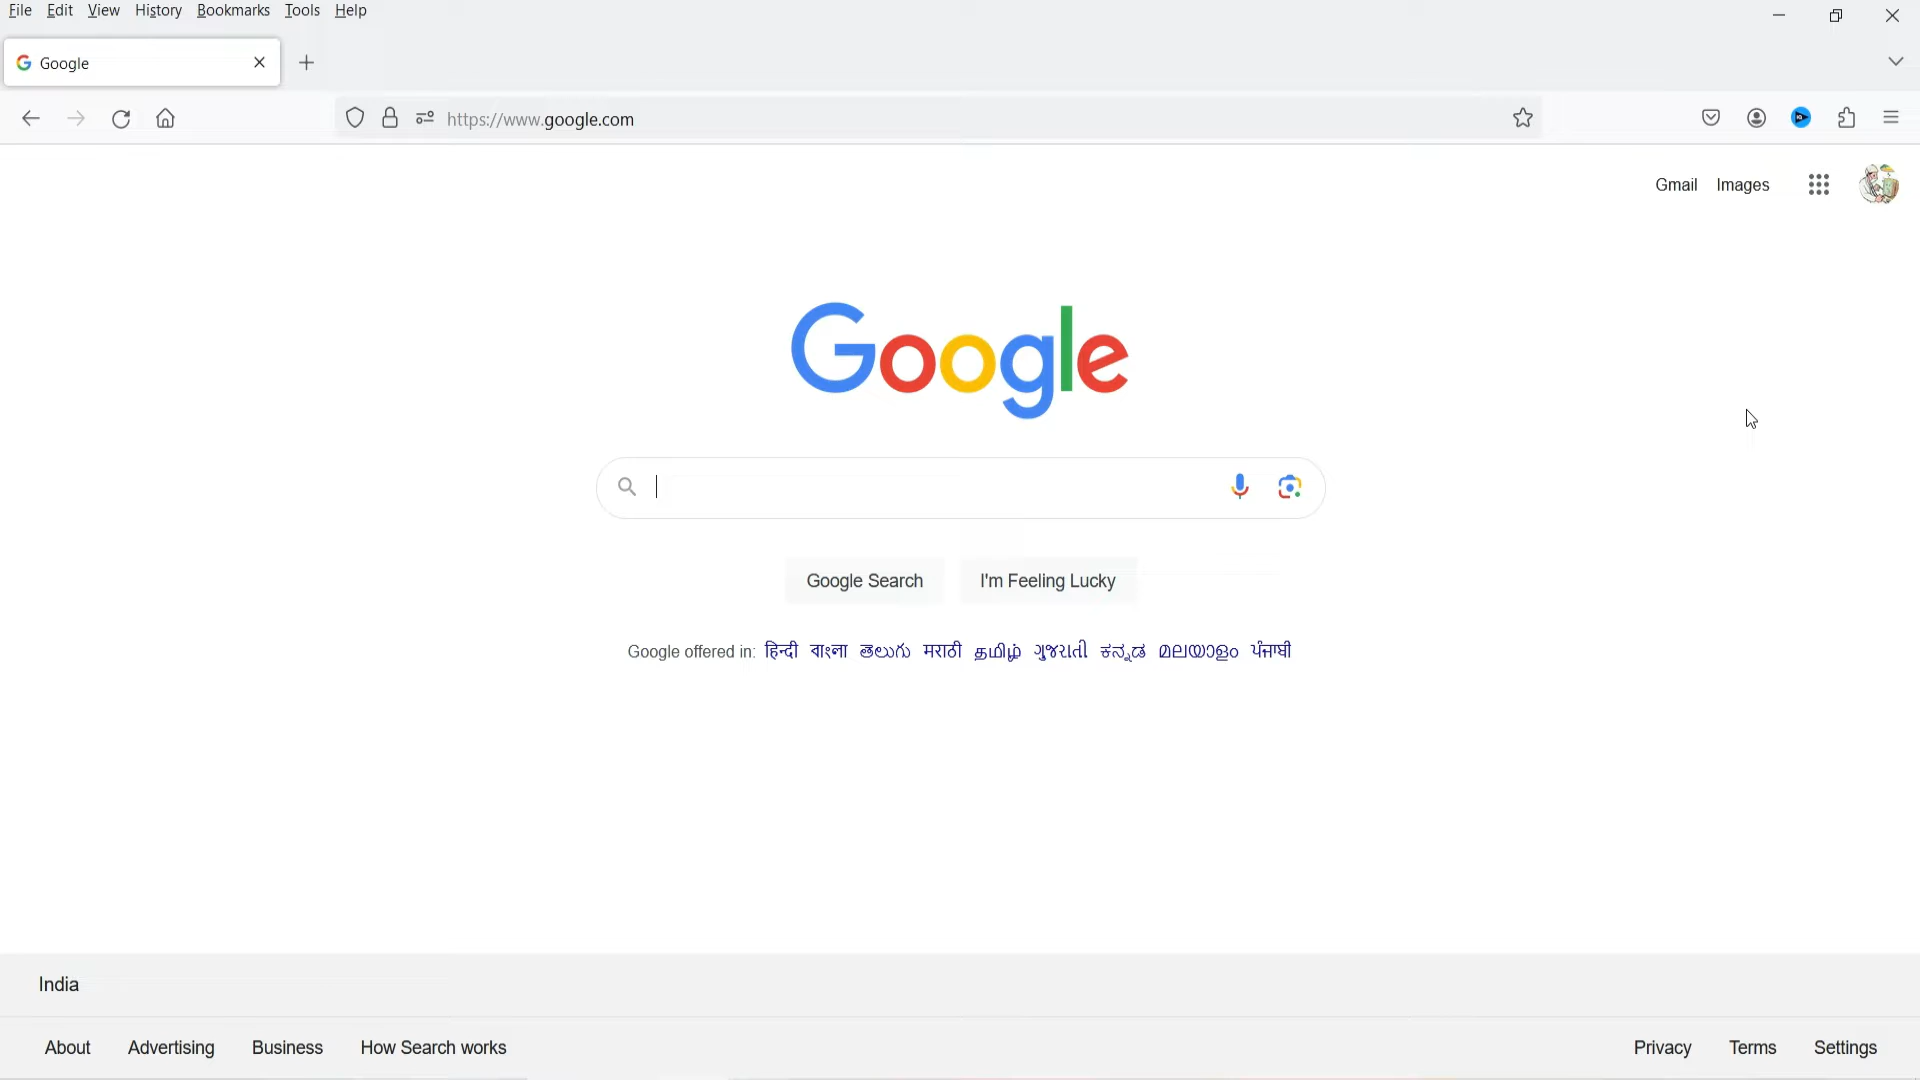 File Edit View History Bookmarks Tools Help
Google
https://www.google.com
Gmail Images
Google
Google Search I'm Feeling Lucky
Google offered in: हिन्दी বাংলা తెలుగు मराठी தமிழ் ગુજરાતી ಕನ್ನಡ മലയാളം ਪੰਜਾਬੀ
India
About Advertising Business How Search works Privacy Terms Settings